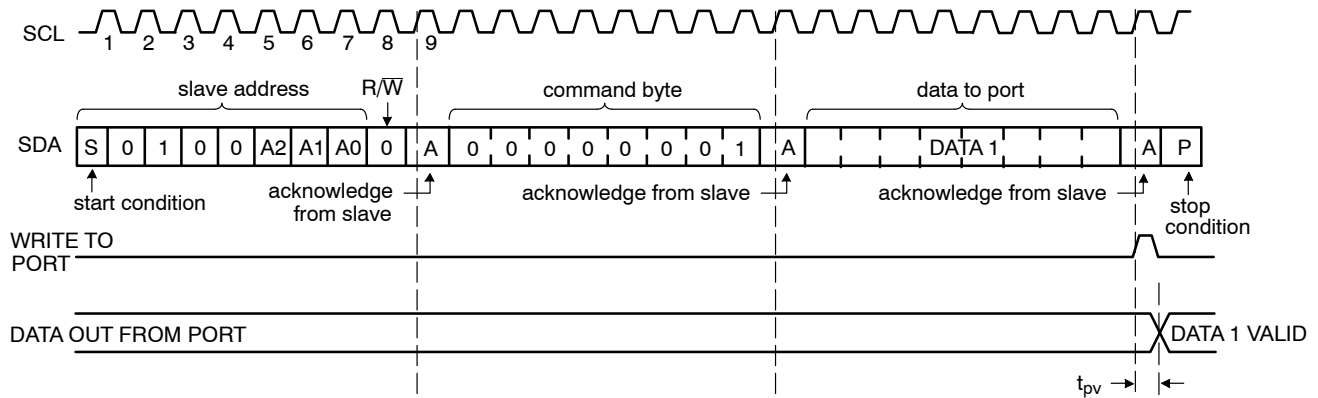 SCL
1 2 3 4 5 6 7 8 9
slave address R/W̅ command byte data to port
SDA S 0 1 0 0 A2 A1 A0 0 A 0 0 0 0 0 0 0 1 A DATA 1 A P
start condition
acknowledge
from slave
acknowledge from slave
acknowledge from slave
stop
condition
WRITE TO
PORT
DATA OUT FROM PORT
DATA 1 VALID
tpv